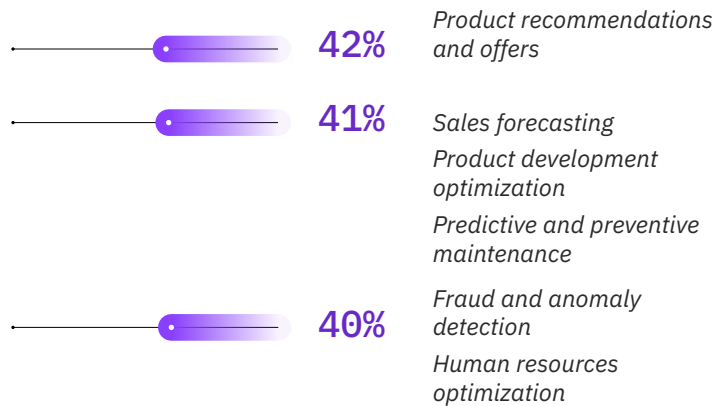 42%
Product recommendations
and offers
41%
Sales forecasting
Product development
optimization
Predictive and preventive
maintenance
40%
Fraud and anomaly
detection
Human resources
optimization